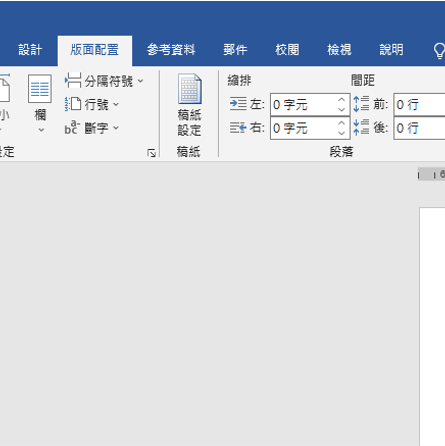 設計 版面配置 參考資料 郵件 校閱 檢視 說明
分隔符號 縮排 間距
小 欄 行號 稿紙 左: 0 字元 前: 0 行
斷字 設定 右: 0 字元 後: 0 行
定 稿紙 段落